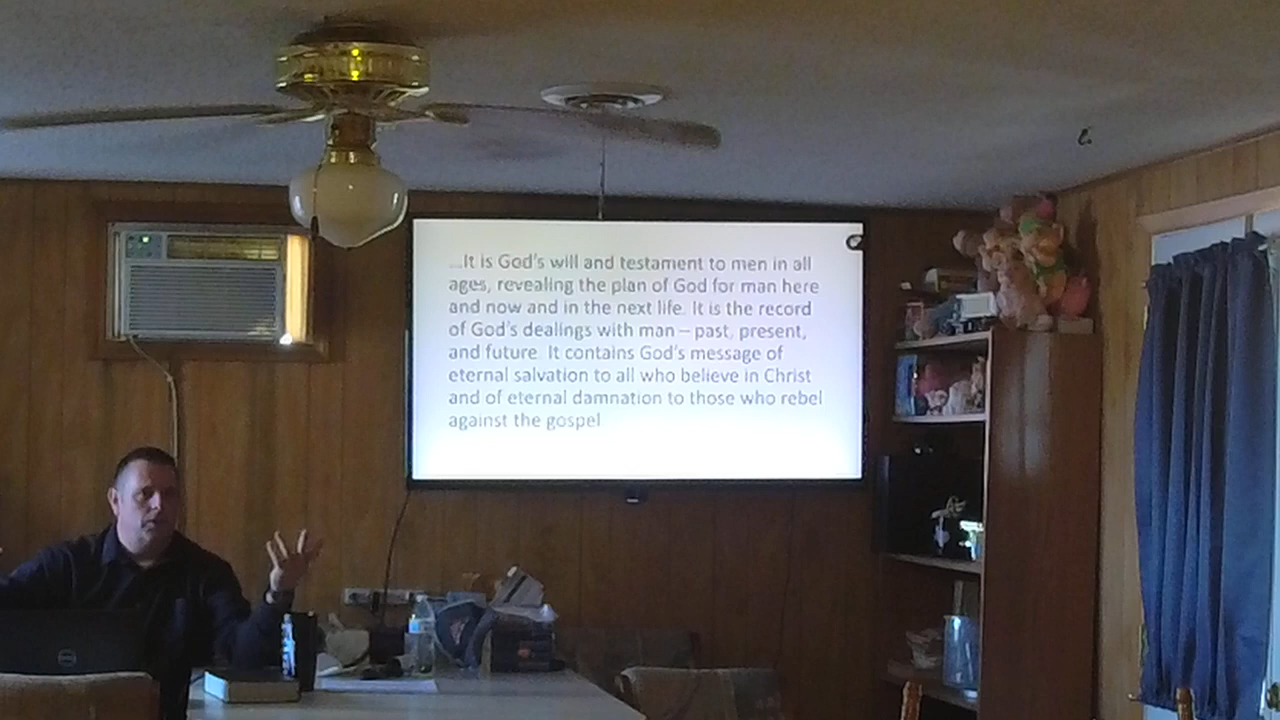 ...It is God's will and testament to men in all
ages, revealing the plan of God for man here
and now and in the next life. It is the record
of God's dealings with man – past, present,
and future. It contains God's message of
eternal salvation to all who believe in Christ
and of eternal damnation to those who rebel
against the gospel
DELL